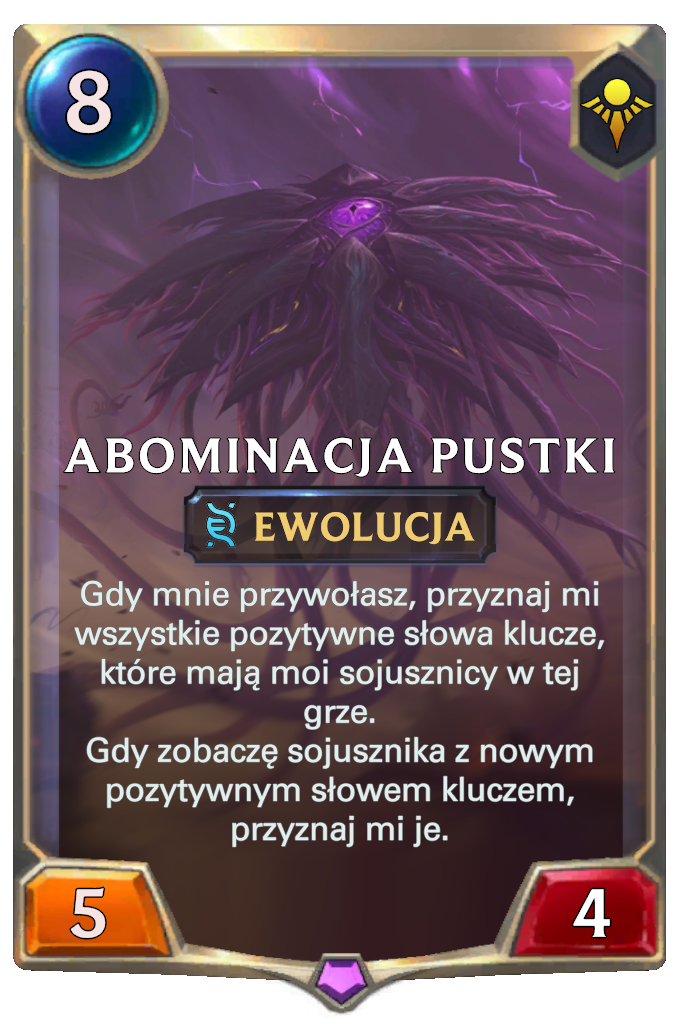 8
ABOMINACJA PUSTKI
EWOLUCJA
Gdy mnie przywołasz, przyznaj mi
wszystkie pozytywne słowa klucze,
które mają moi sojusznicy w tej
grze.
Gdy zobaczę sojusznika z nowym
pozytywnym słowem kluczem,
przyznaj mi je.
5 4